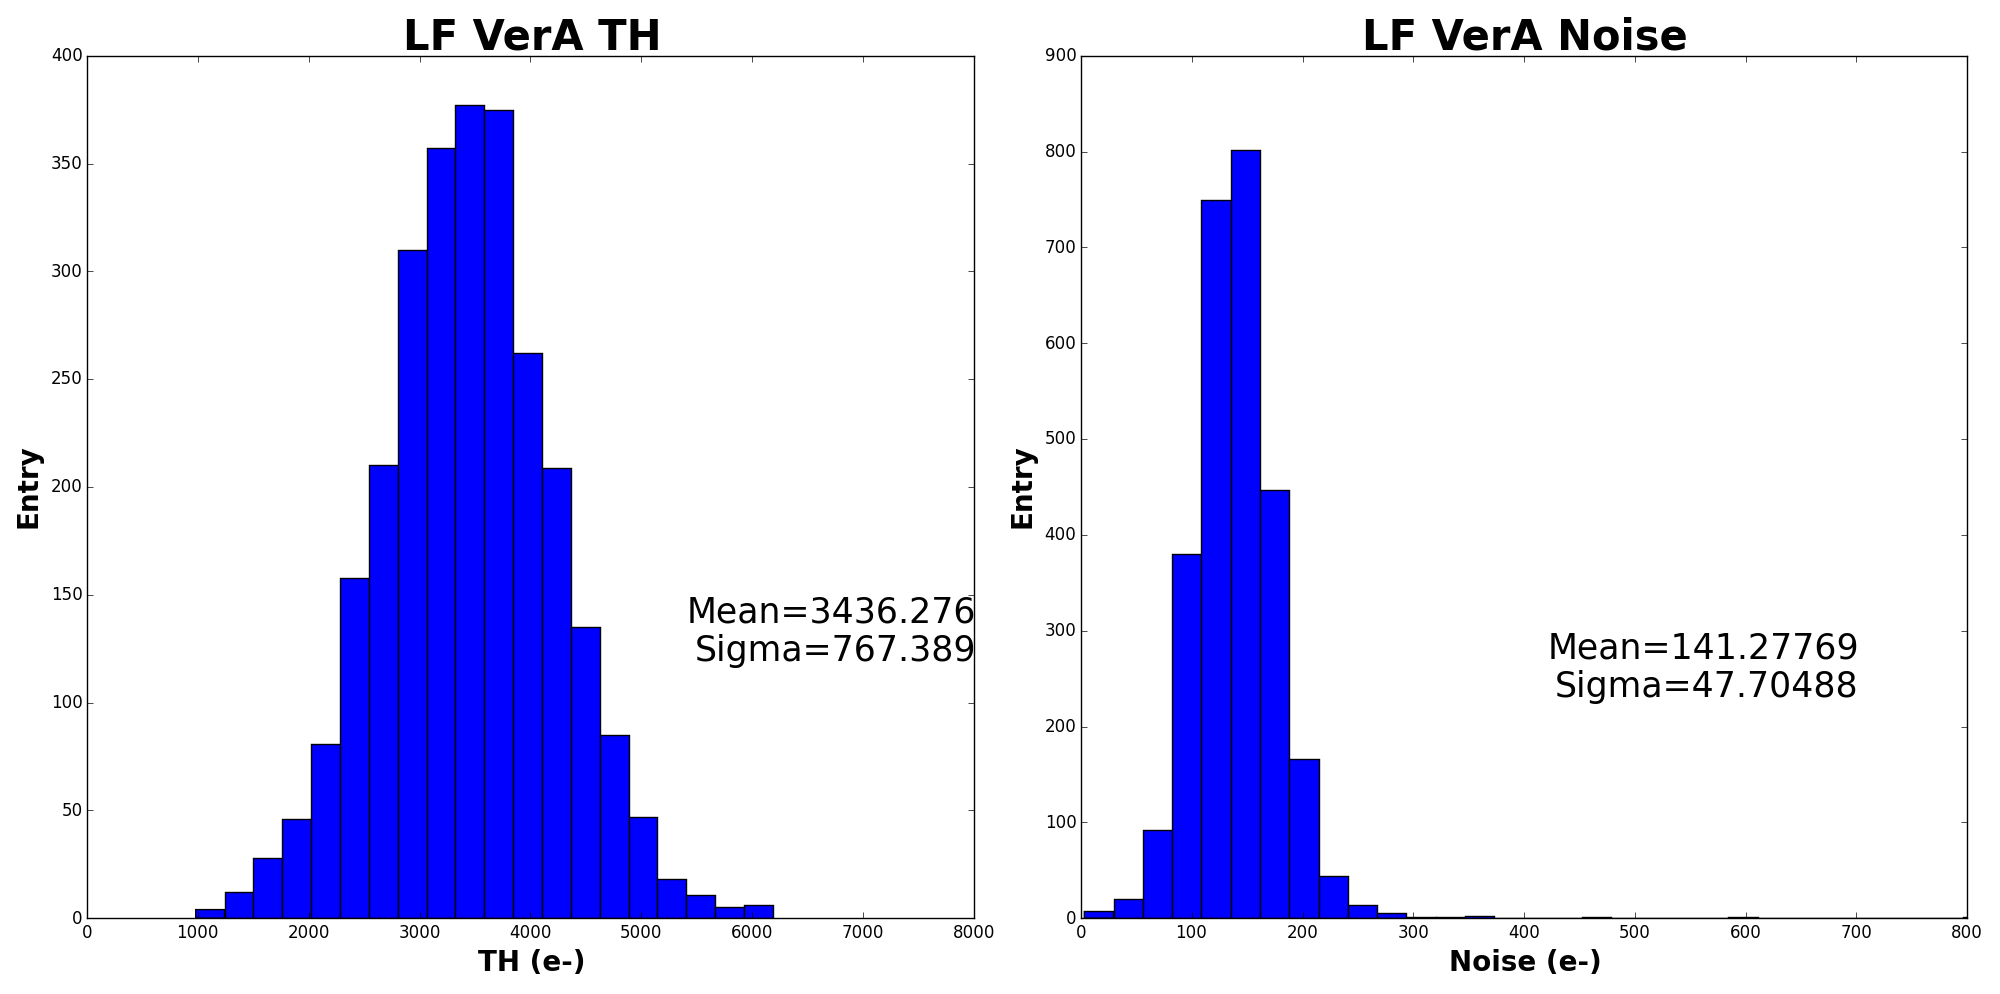 LF VerA TH
400
350
300
250
200
150
100
50
0
Entry
Mean=3436.276
Sigma=767.389
0 1000 2000 3000 4000 5000 6000 7000 8000
TH (e-)
LF VerA Noise
900
800
700
600
500
400
300
200
100
0
Entry
Mean=141.27769
Sigma=47.70488
0 100 200 300 400 500 600 700 800
Noise (e-)